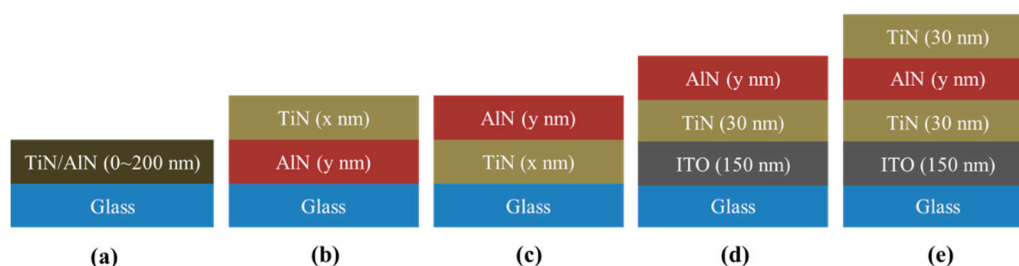 TiN/AlN (0~200 nm)
Glass
(a)
TiN (x nm)
AlN (y nm)
Glass
(b)
AlN (y nm)
TiN (x nm)
Glass
(c)
AlN (y nm)
TiN (30 nm)
ITO (150 nm)
Glass
(d)
TiN (30 nm)
AlN (y nm)
TiN (30 nm)
ITO (150 nm)
Glass
(e)